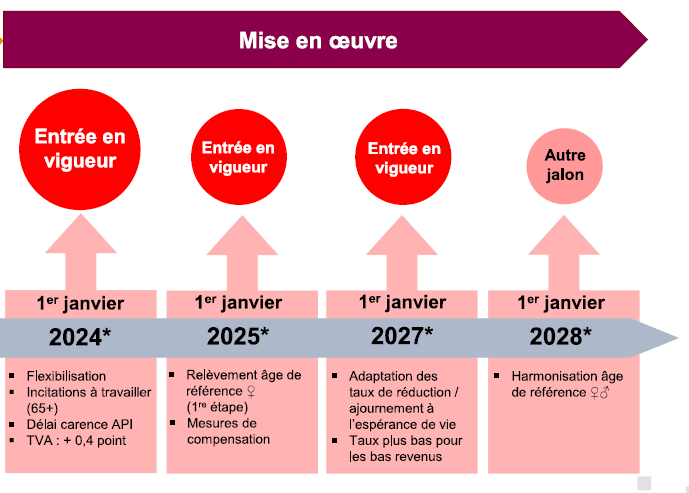 Mise en œuvre
Entrée en
vigueur
Entrée en
vigueur
Entrée en
vigueur
Autre
jalon
1er janvier
2024*
1er janvier
2025*
1er janvier
2027*
1er janvier
2028*
▪ Flexibilisation
▪ Incitations à travailler
(65+)
▪ Délai carence API
▪ TVA : + 0,4 point
▪ Relèvement âge de
référence ♀
(1re étape)
▪ Mesures de
compensation
▪ Adaptation des
taux de réduction /
ajournement à
l'espérance de vie
▪ Taux plus bas pour
les bas revenus
▪ Harmonisation âge
de référence ♀♂